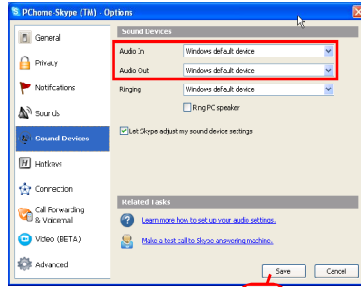 PChome-Skype (TM) - Options
General
Privacy
Notifications
Sounds
Sound Devices
Hotkeys
Connection
Call Forwarding
& Voicemail
Video (BETA)
Advanced
Sound Devices
Audio In
Windows default device
Audio Out
Windows default device
Ringing
Windows default device
Ring PC speaker
Let Skype adjust my sound device settings
Related Tasks
Learn more how to set up your audio settings.
Make a test call to Skype answering machine.
Save
Cancel